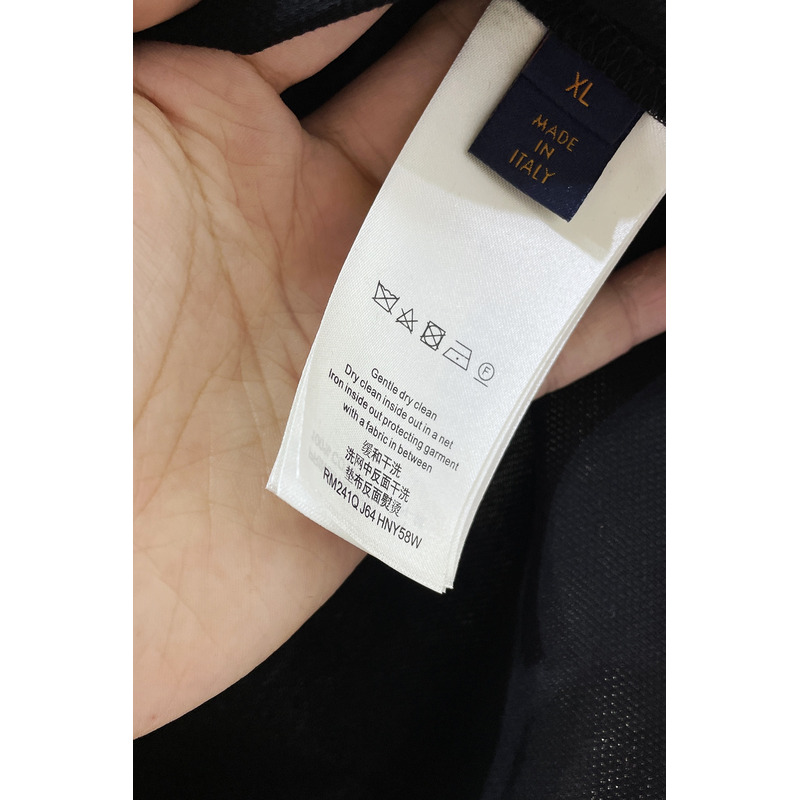 XL
MADE
IN
ITALY
F
Gentle dry clean
Dry clean inside out in a net
Iron inside out protecting garment
with a fabric in between
缓和干洗
洗网中反面干洗
垫布反面熨烫
RM241Q J64 HNY58W